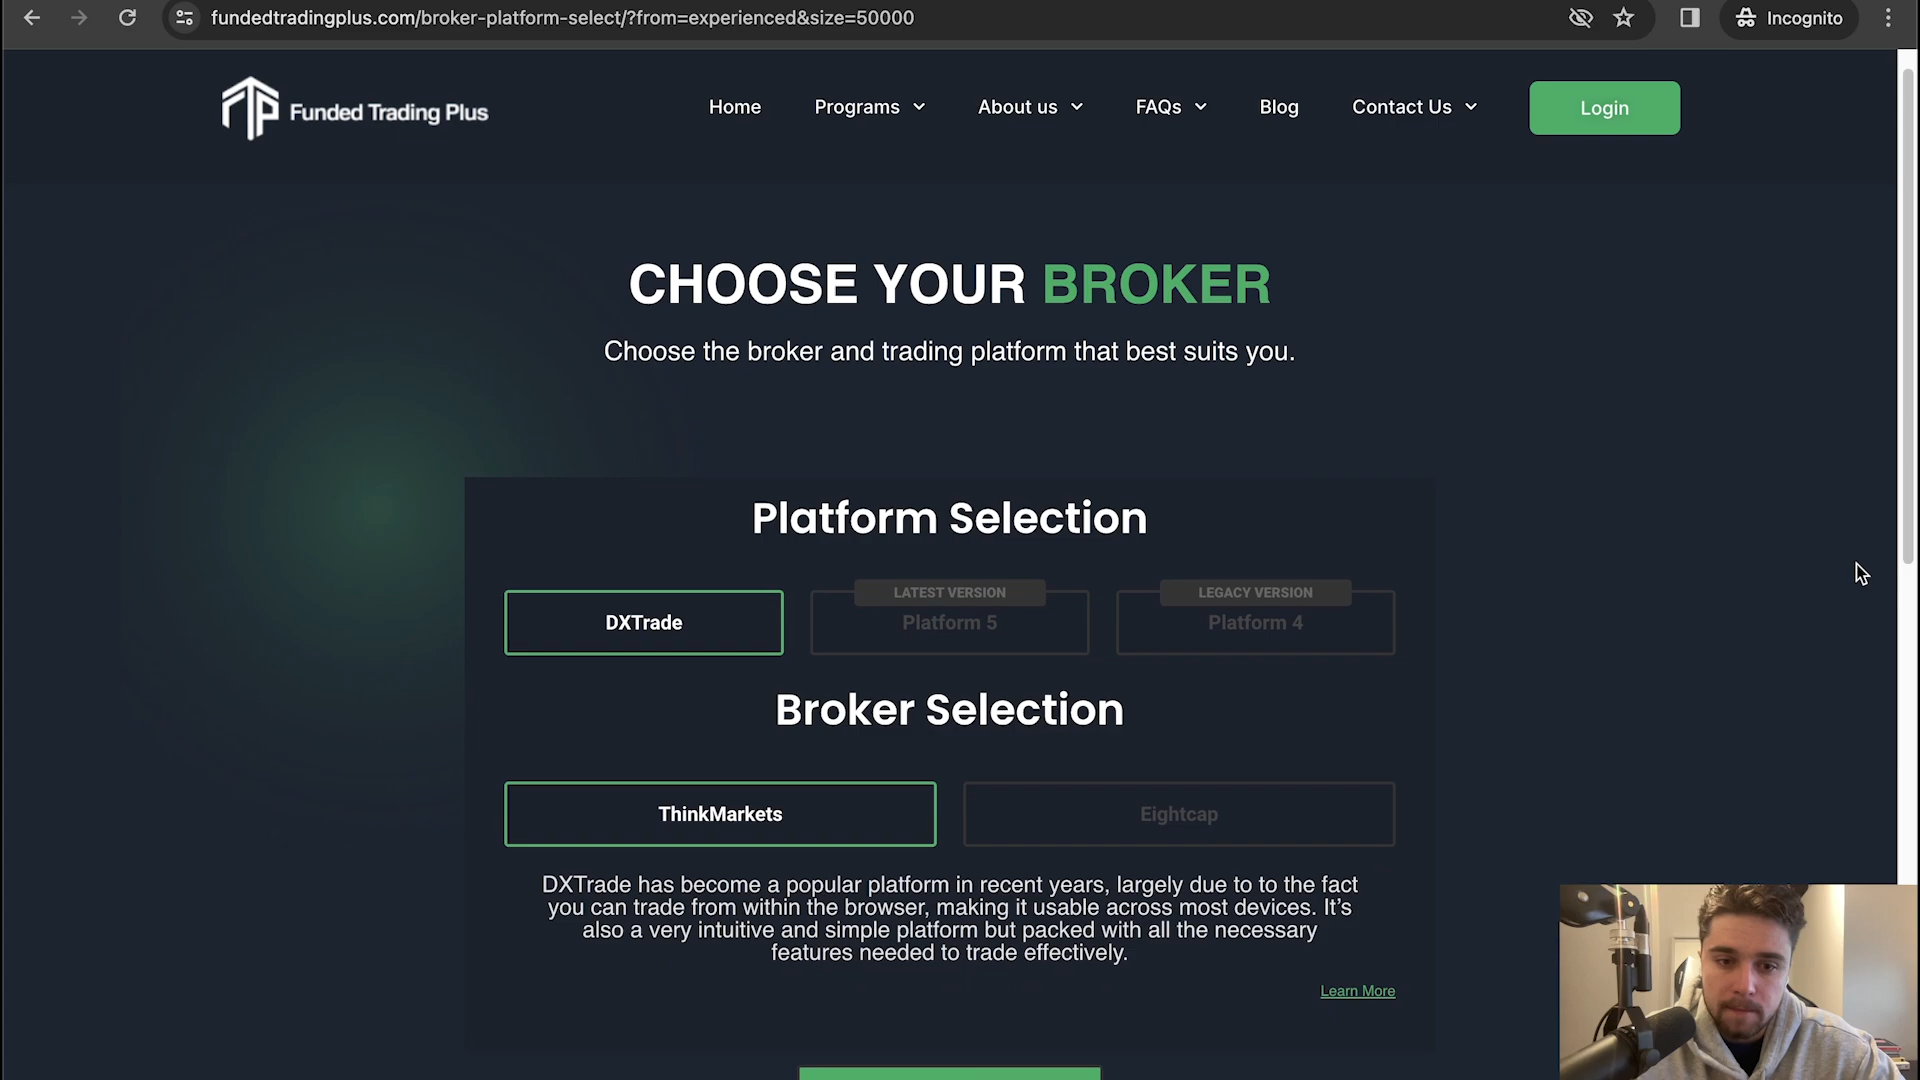 fundedtradingplus.com/broker-platform-select/?from=experienced&size=50000
Incognito
Funded Trading Plus
Home
Programs
About us
FAQs
Blog
Contact Us
Login
CHOOSE YOUR BROKER
Choose the broker and trading platform that best suits you.
Platform Selection
DXTrade
LATEST VERSION
Platform 5
LEGACY VERSION
Platform 4
Broker Selection
ThinkMarkets
Eightcap
DXTrade has become a popular platform in recent years, largely due to to the fact
you can trade from within the browser, making it usable across most devices. It's
also a very intuitive and simple platform but packed with all the necessary
features needed to trade effectively.
Learn More